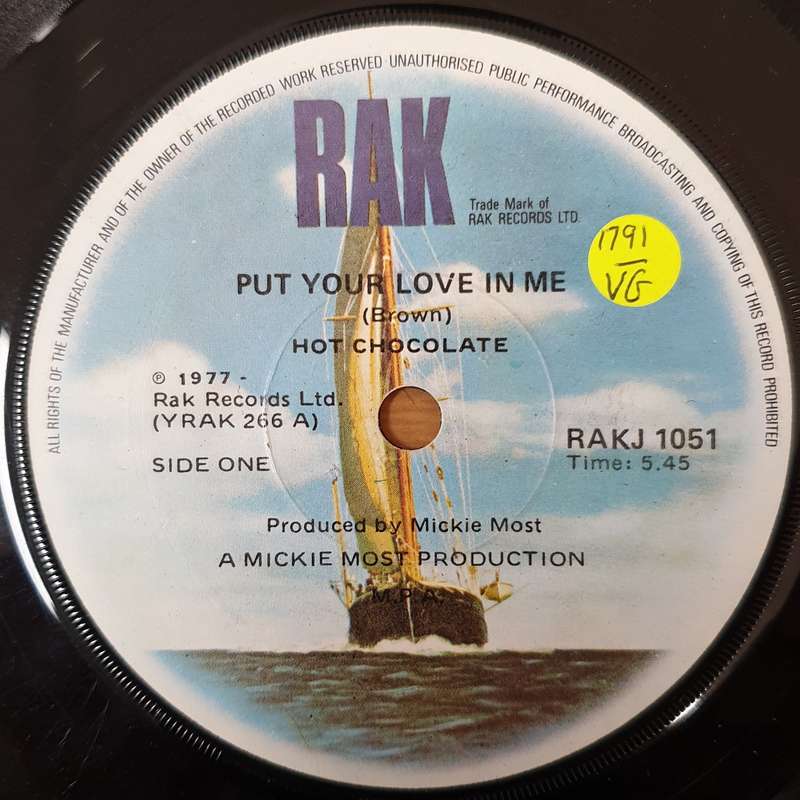 ALL RIGHTS OF THE MANUFACTURER AND OF THE OWNER OF THE RECORDED WORK RESERVED · UNAUTHORISED PUBLIC PERFORMANCE BROADCASTING AND COPYING OF THIS RECORD PROHIBITED ·
RAK
Trade Mark of
RAK RECORDS LTD.
1791
VG
PUT YOUR LOVE IN ME
(Brown)
HOT CHOCOLATE
℗ 1977 -
Rak Records Ltd.
(YRAK 266 A)
SIDE ONE
RAKJ 1051
Time: 5.45
Produced by Mickie Most
A MICKIE MOST PRODUCTION
M.P.A.